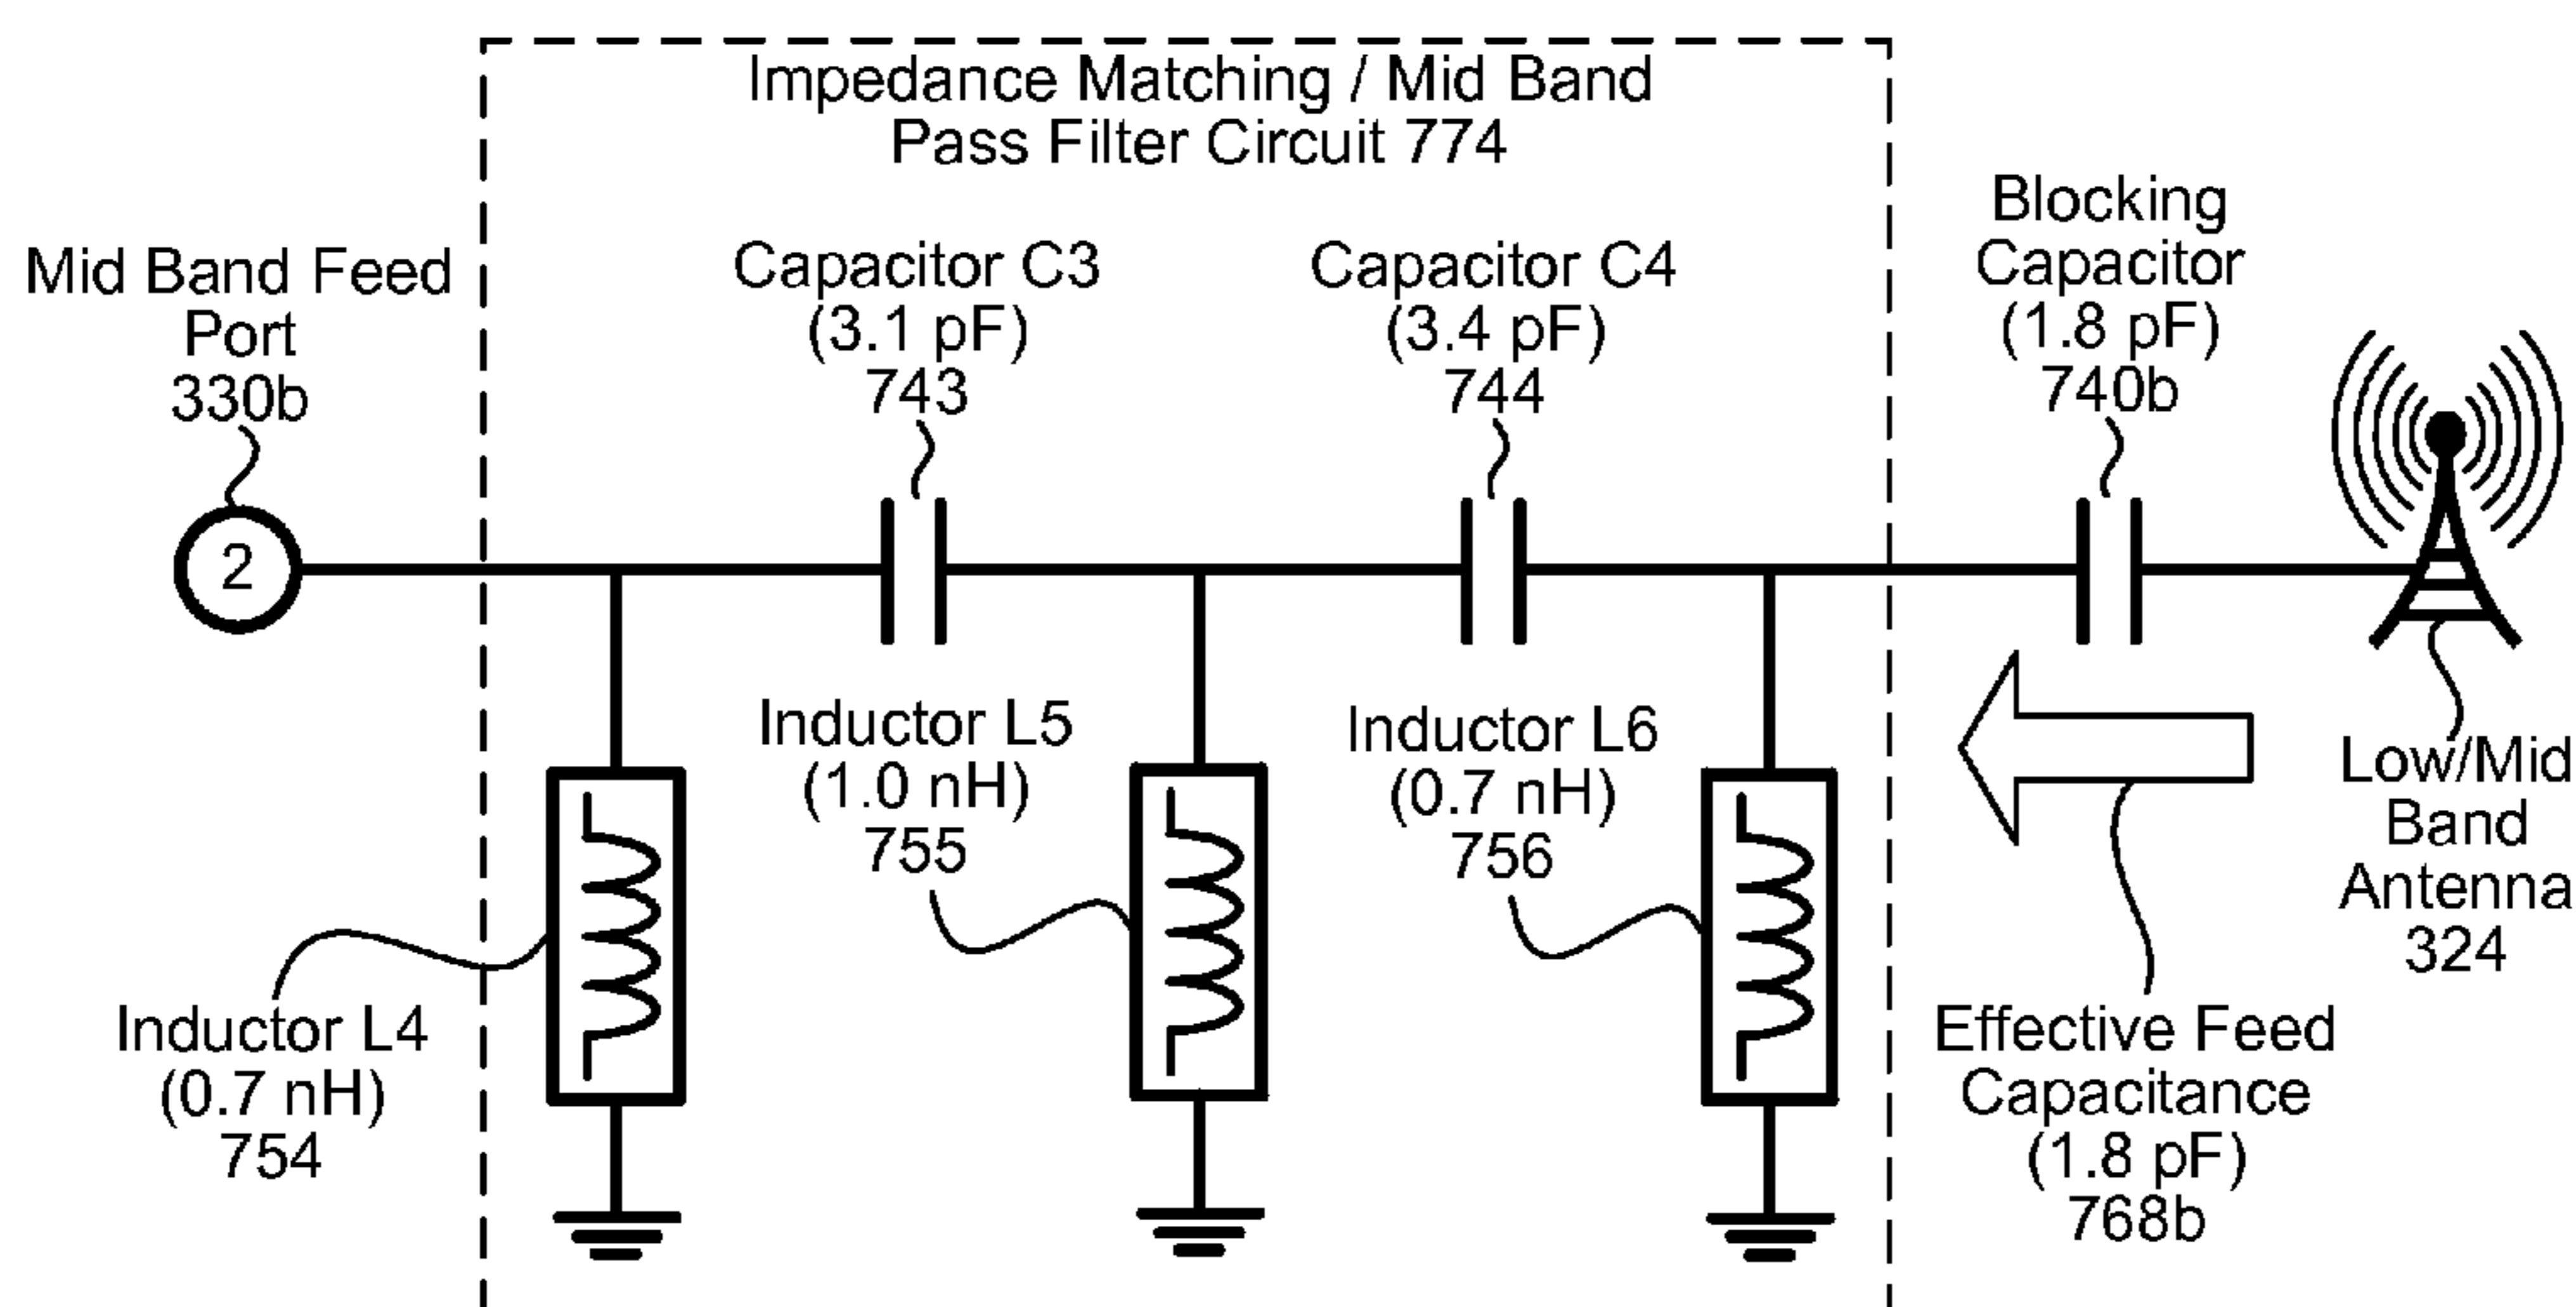 Impedance Matching / Mid Band
Pass Filter Circuit 774
Mid Band Feed
Port
330b
2
Capacitor C3
(3.1 pF)
743
Capacitor C4
(3.4 pF)
744
Blocking
Capacitor
(1.8 pF)
740b
Inductor L4
(0.7 nH)
754
Inductor L5
(1.0 nH)
755
Inductor L6
(0.7 nH)
756
Low/Mid
Band
Antenna
324
Effective Feed
Capacitance
(1.8 pF)
768b